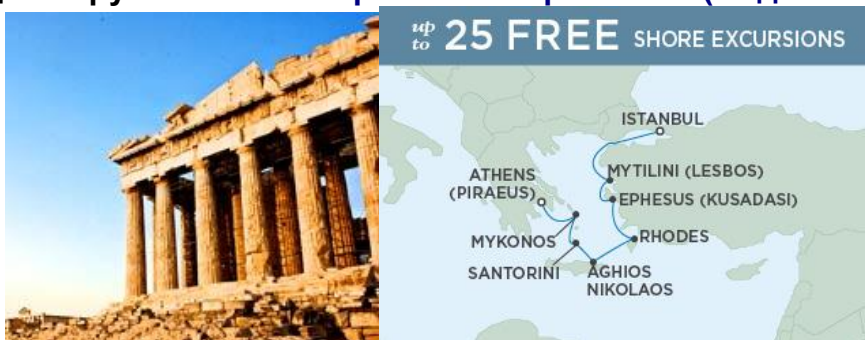 up to 25 FREE SHORE EXCURSIONS
ISTANBUL
ATHENS
(PIRAEUS)
MYTILINI (LESBOS)
EPHESUS (KUSADASI)
MYKONOS
RHODES
SANTORINI
AGHIOS
NIKOLAOS